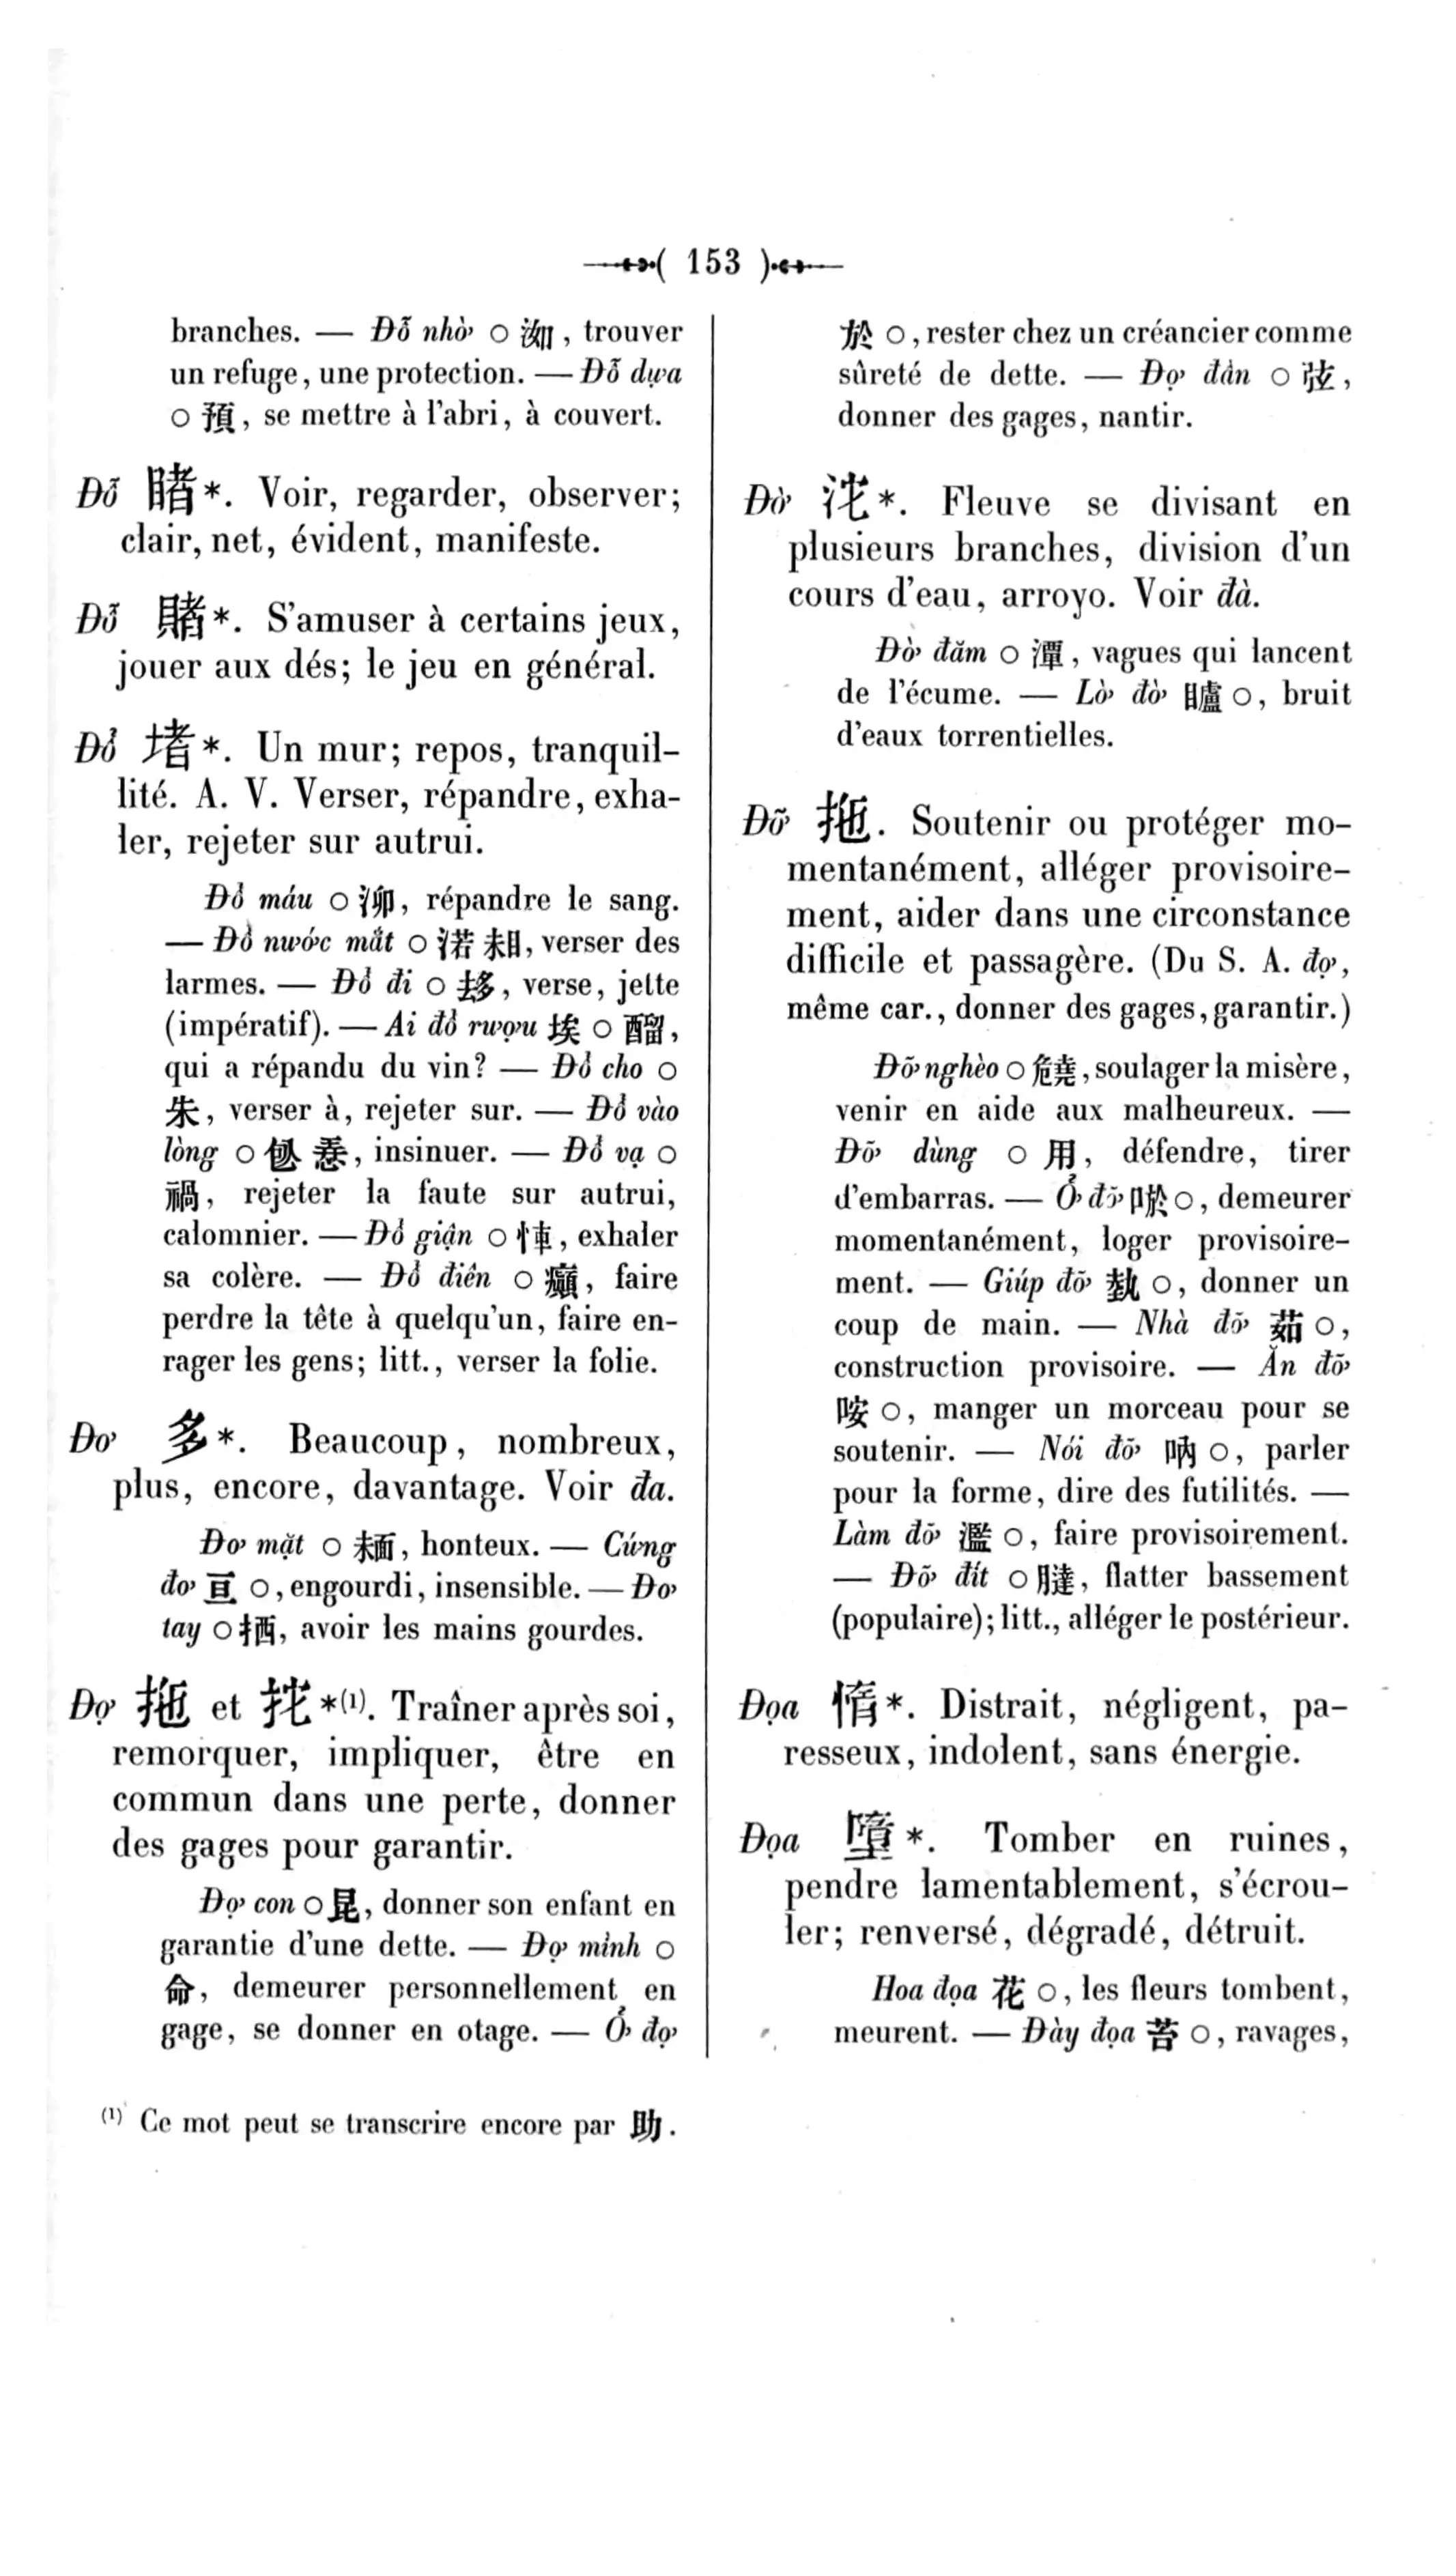 ( 153 )
branches. — Đỗ nhờ ○ 洳, trouver
un refuge, une protection. — Đỗ dựa
○ 預, se mettre à l'abri, à couvert.
Đỗ 睹*. Voir, regarder, observer;
clair, net, évident, manifeste.
Đỗ 賭*. S'amuser à certains jeux,
jouer aux dés; le jeu en général.
Đổ 堵*. Un mur; repos, tranquil-
lité. A. V. Verser, répandre, exha-
ler, rejeter sur autrui.
Đổ máu ○ 泖, répandre le sang.
— Đổ nước mắt ○ 渃 眜, verser des
larmes. — Đổ đi ○ 𠫾, verse, jette
(impératif). — Ai đổ rượu 埃 ○ 醹,
qui a répandu du vin? — Đổ cho ○
朱, verser à, rejeter sur. — Đổ vào
lòng ○, insinuer. — Đổ vạ ○
禍, rejeter la faute sur autrui,
calomnier. — Đổ giận ○, exhaler
sa colère. — Đổ điên ○ 癲, faire
perdre la tête à quelqu'un, faire en-
rager les gens; litt., verser la folie.
Đơ 多*. Beaucoup, nombreux,
plus, encore, davantage. Voir đa.
Đơ mặt ○, honteux. — Cứng
đơ 亘 ○, engourdi, insensible. — Đơ
tay ○ 拪, avoir les mains gourdes.
Đợ 拖 et 扥 *(1). Traîner après soi,
remorquer, impliquer, être en
commun dans une perte, donner
des gages pour garantir.
Đợ con ○ 昆, donner son enfant en
garantie d'une dette. — Đợ mình ○
命, demeurer personnellement en
gage, se donner en otage. — Ở đợ
(1) Ce mot peut se transcrire encore par 助.
於 ○, rester chez un créancier comme
sûreté de dette. — Đợ đần ○ 弦,
donner des gages, nantir.
Đờ 沱*. Fleuve se divisant en
plusieurs branches, division d'un
cours d'eau, arroyo. Voir đà.
Đờ đăm ○ 潭, vagues qui lancent
de l'écume. — Lờ đờ 矑 ○, bruit
d'eaux torrentielles.
Đỡ 拖. Soutenir ou protéger mo-
mentanément, alléger provisoire-
ment, aider dans une circonstance
difficile et passagère. (Du S. A. đợ,
même car., donner des gages, garantir.)
Đỡ nghèo ○, soulager la misère,
venir en aide aux malheureux. —
Đỡ dùng ○ 用, défendre, tirer
d'embarras. — Ở đỡ 唹 ○, demeurer
momentanément, loger provisoire-
ment. — Giúp đỡ ○, donner un
coup de main. — Nhà đỡ 茹 ○,
construction provisoire. — Ăn đỡ
咹 ○, manger un morceau pour se
soutenir. — Nói đỡ 吶 ○, parler
pour la forme, dire des futilités. —
Làm đỡ 濫 ○, faire provisoirement.
— Đỡ đít ○, flatter bassement
(populaire); litt., alléger le postérieur.
Đọa 惰*. Distrait, négligent, pa-
resseux, indolent, sans énergie.
Đọa 墮*. Tomber en ruines,
pendre lamentablement, s'écrou-
ler; renversé, dégradé, détruit.
Hoa đọa 花 ○, les fleurs tombent,
meurent. — Đày đọa 苔 ○, ravages,